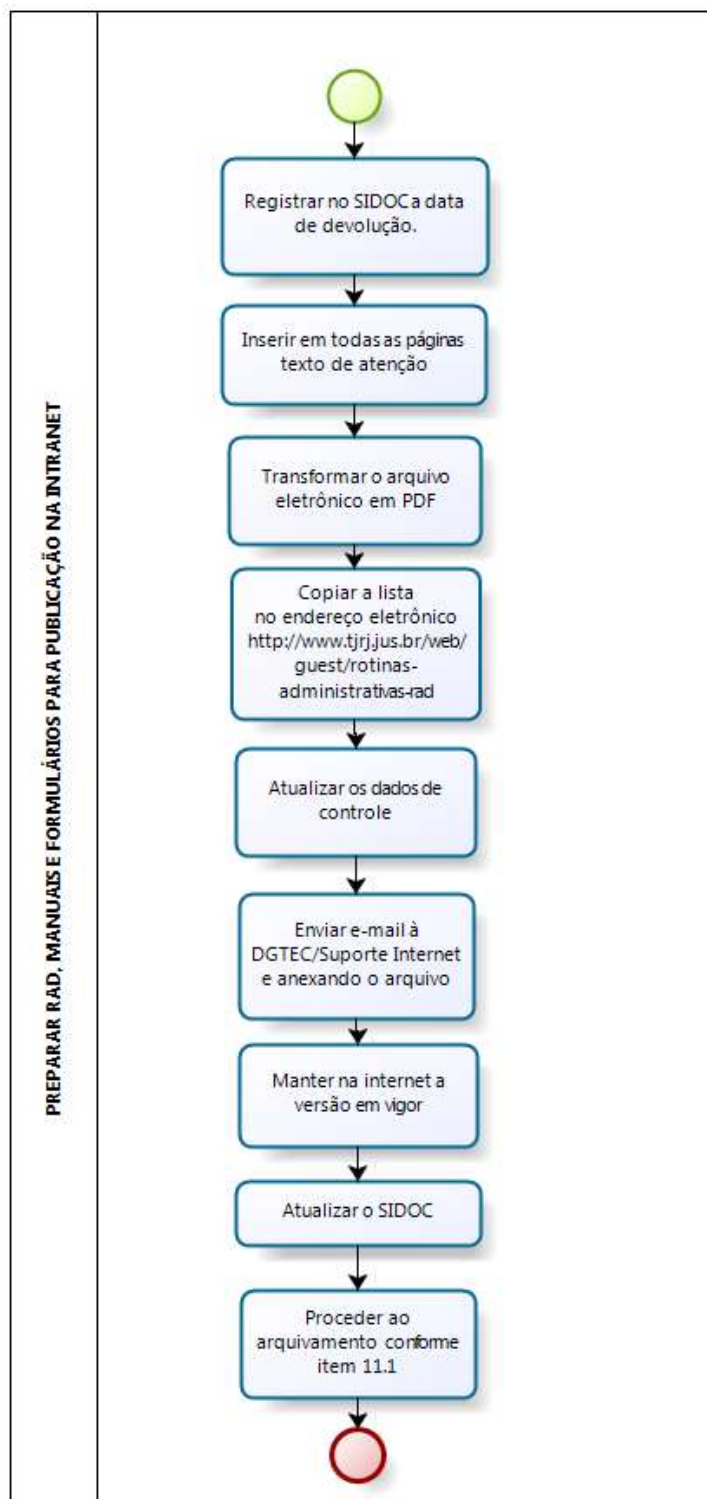 PREPARAR RAD, MANUAIS E FORMULÁRIOS PARA PUBLICAÇÃO NA INTRANET
Registrar no SIDOC a data
de devolução.
Inserir em todas as páginas
texto de atenção
Transformar o arquivo
eletrônico em PDF
Copiar a lista
no endereço eletrônico
http://www.tjrj.jus.br/web/
guest/rotinas-
administrativas-rad
Atualizar os dados de
controle
Enviar e-mail à
DGTEC/Suporte Internet
e anexando o arquivo
Manter na internet a
versão em vigor
Atualizar o SIDOC
Proceder ao
arquivamento conforme
item 11.1